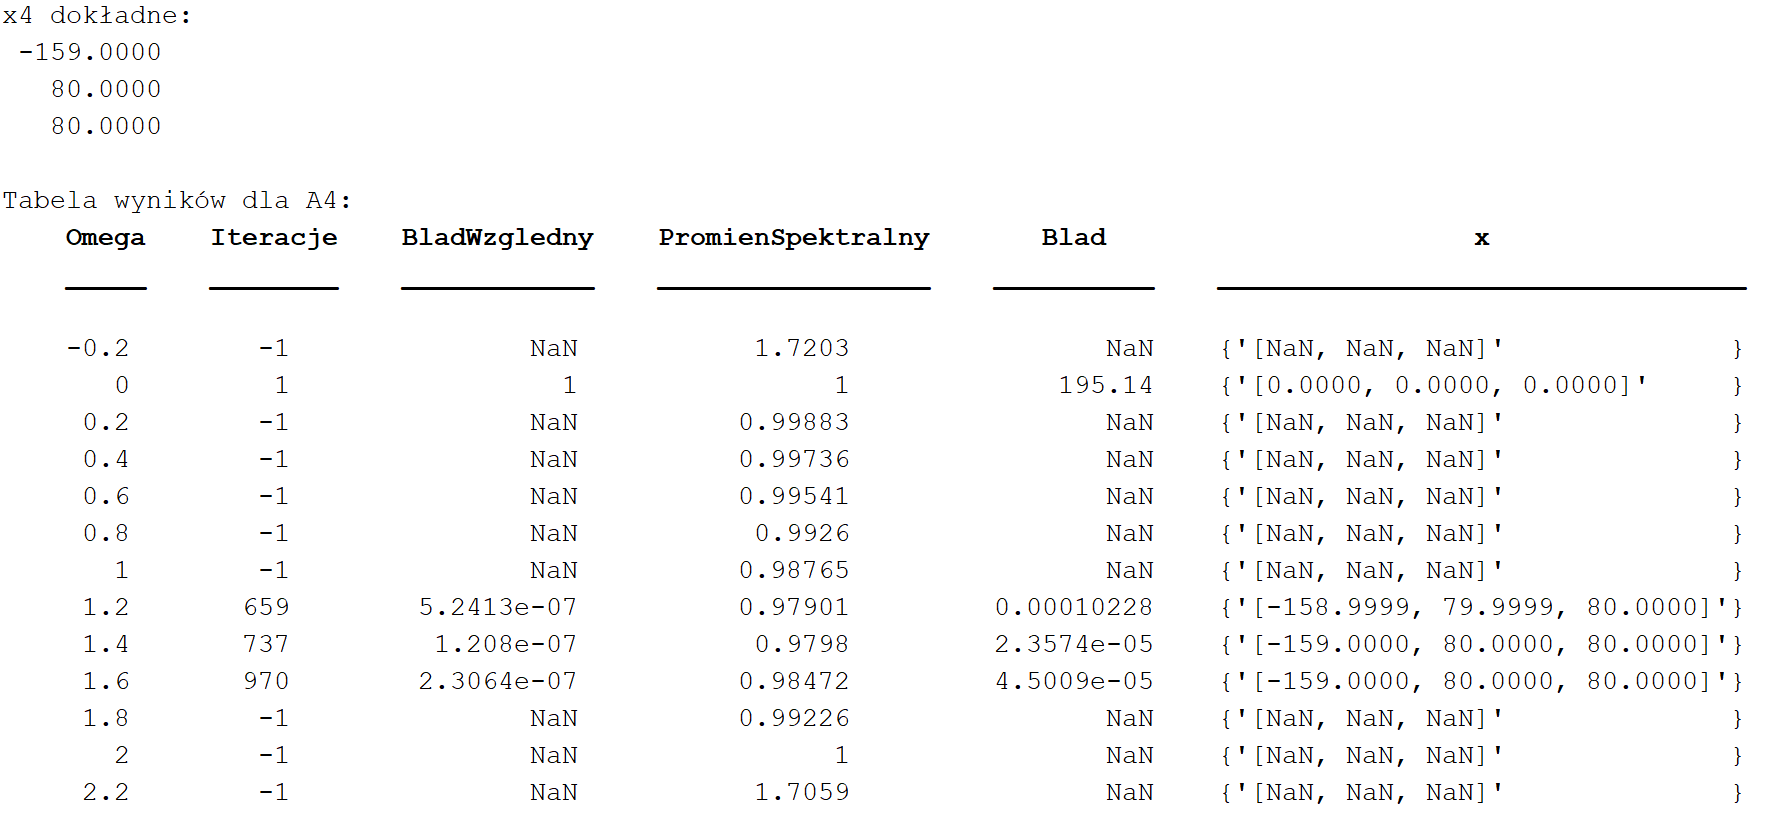 x4 dokładne:
-159.0000
80.0000
80.0000
Tabela wyników dla A4:
Omega Iteracje BladWzgledny PromienSpektralny Blad x
-0.2 -1 NaN 1.7203 NaN {'[NaN, NaN, NaN]' }
0 1 1 1 195.14 {'[0.0000, 0.0000, 0.0000]' }
0.2 -1 NaN 0.99883 NaN {'[NaN, NaN, NaN]' }
0.4 -1 NaN 0.99736 NaN {'[NaN, NaN, NaN]' }
0.6 -1 NaN 0.99541 NaN {'[NaN, NaN, NaN]' }
0.8 -1 NaN 0.9926 NaN {'[NaN, NaN, NaN]' }
1 -1 NaN 0.98765 NaN {'[NaN, NaN, NaN]' }
1.2 659 5.2413e-07 0.97901 0.00010228 {'[-158.9999, 79.9999, 80.0000]'}
1.4 737 1.208e-07 0.9798 2.3574e-05 {'[-159.0000, 80.0000, 80.0000]'}
1.6 970 2.3064e-07 0.98472 4.5009e-05 {'[-159.0000, 80.0000, 80.0000]'}
1.8 -1 NaN 0.99226 NaN {'[NaN, NaN, NaN]' }
2 -1 NaN 1 NaN {'[NaN, NaN, NaN]' }
2.2 -1 NaN 1.7059 NaN {'[NaN, NaN, NaN]' }